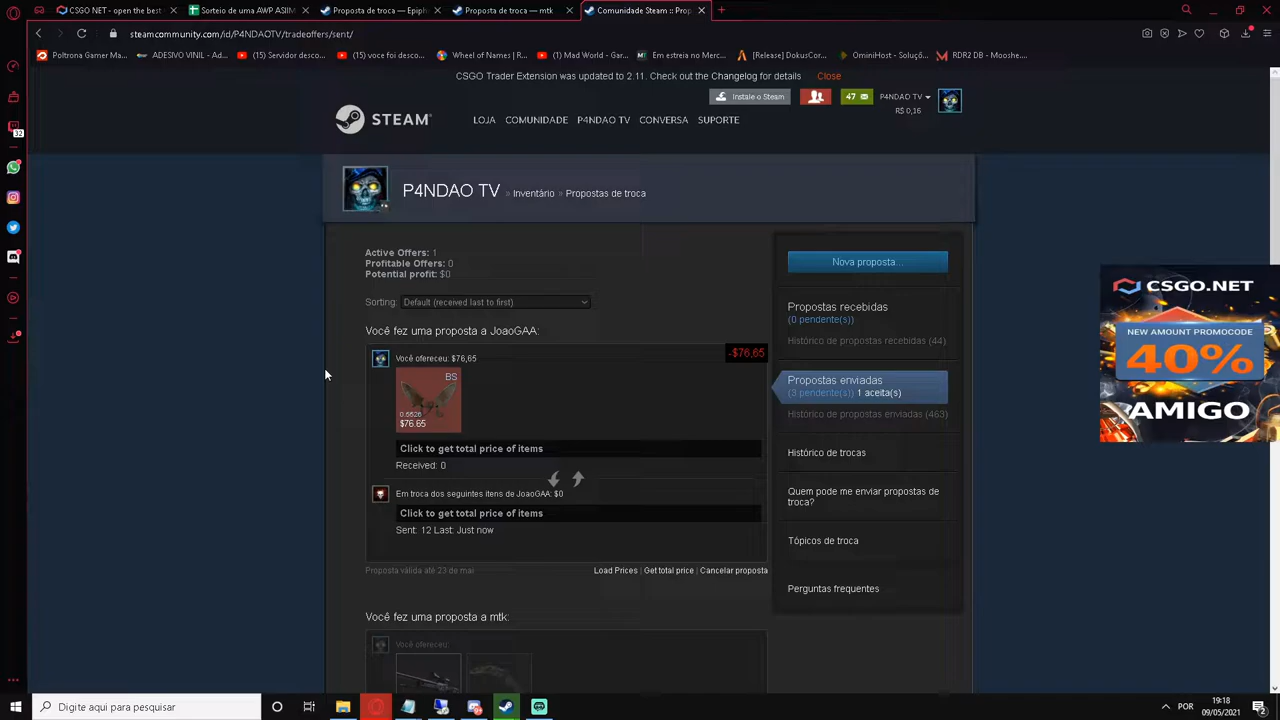 CSGO NET - open the best
Sorteio de uma AWP ASIIM
Proposta de troca — Epiph
Proposta de troca — mtk
Comunidade Steam :: Prop
steamcommunity.com/id/P4NDAOTV/tradeoffers/sent/
Poltrona Gamer Ma...
ADESIVO VINIL - Ad...
(15) Servidor desco...
(15) voce foi desco...
Wheel of Names | R...
(1) Mad World - Gar...
Em estreia no Merc...
[Release] DokusCor...
OminiHost - Soluçõ...
RDR2 DB - Mooshe...
CSGO Trader Extension was updated to 2.11. Check out the Changelog for details Close
Instale o Steam
47
P4NDAO TV
R$ 0,16
STEAM
LOJA COMUNIDADE P4NDAO TV CONVERSA SUPORTE
32
P4NDAO TV » Inventário » Propostas de troca
Active Offers: 1
Profitable Offers: 0
Potential profit: $0
Sorting: Default (received last to first)
Você fez uma proposta a JoaoGAA:
Você ofereceu: $76,65
-$76,65
BS
0.5526
$76.65
Click to get total price of items
Received: 0
Em troca dos seguintes itens de JoaoGAA: $0
Click to get total price of items
Sent: 12 Last: Just now
Proposta válida até 23 de mai
Load Prices | Get total price | Cancelar proposta
Você fez uma proposta a mtk:
Você ofereceu:
Nova proposta...
Propostas recebidas
(0 pendente(s))
Histórico de propostas recebidas (44)
Propostas enviadas
(3 pendente(s)) 1 aceita(s)
Histórico de propostas enviadas (463)
Histórico de trocas
Quem pode me enviar propostas de
troca?
Tópicos de troca
Perguntas frequentes
CSGO.NET
NEW AMOUNT PROMOCODE
40%
AMIGO
Digite aqui para pesquisar
POR
19:18
09/05/2021
2